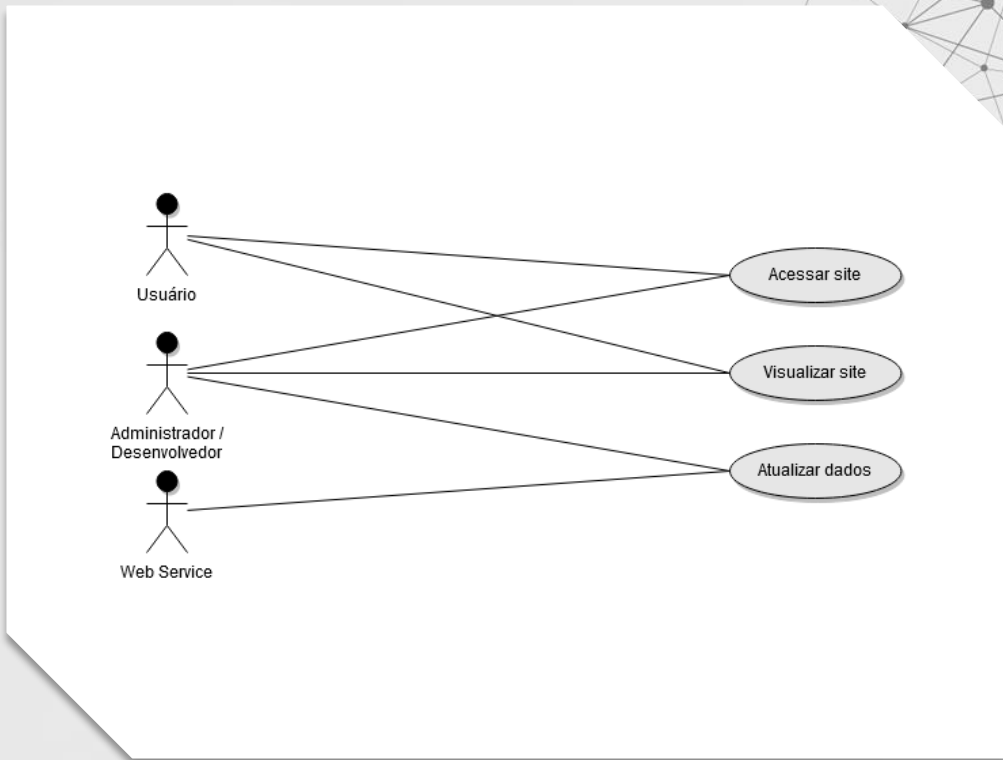 Usuário
Acessar site
Visualizar site
Administrador /
Desenvolvedor
Atualizar dados
Web Service